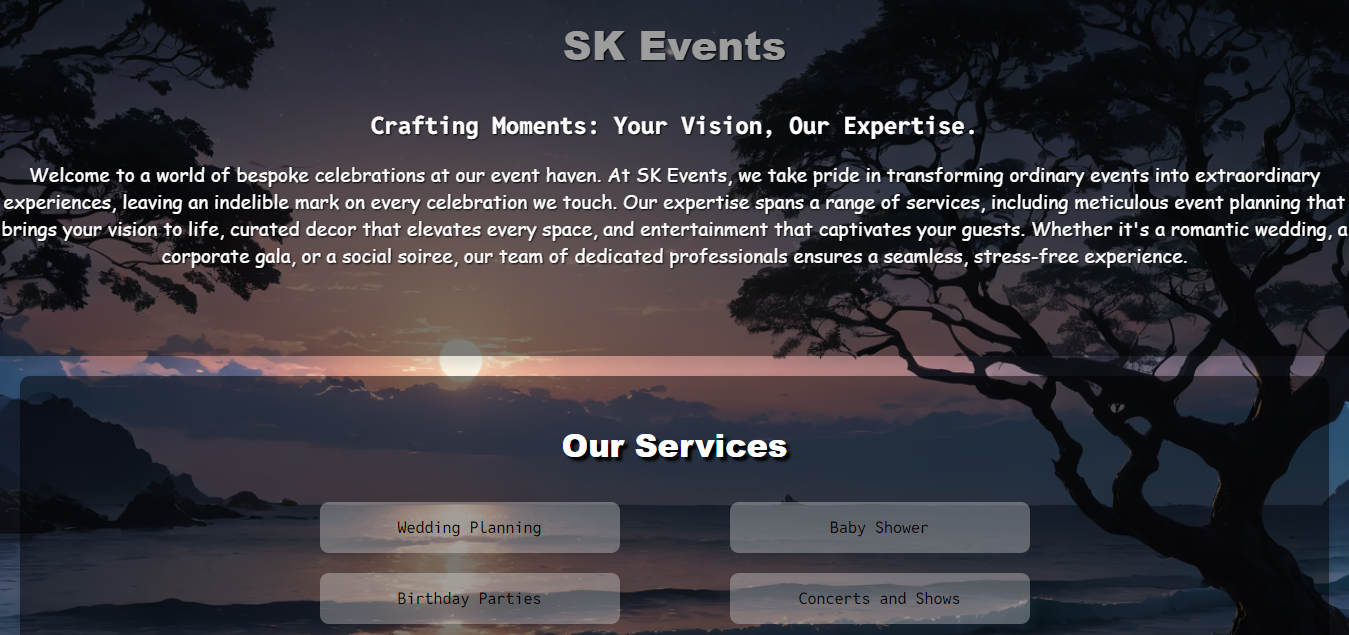 SK Events
Crafting Moments: Your Vision, Our Expertise.
Welcome to a world of bespoke celebrations at our event haven. At SK Events, we take pride in transforming ordinary events into extraordinary
experiences, leaving an indelible mark on every celebration we touch. Our expertise spans a range of services, including meticulous event planning that
brings your vision to life, curated decor that elevates every space, and entertainment that captivates your guests. Whether it's a romantic wedding, a
corporate gala, or a social soiree, our team of dedicated professionals ensures a seamless, stress-free experience.
Our Services
Wedding Planning
Baby Shower
Birthday Parties
Concerts and Shows